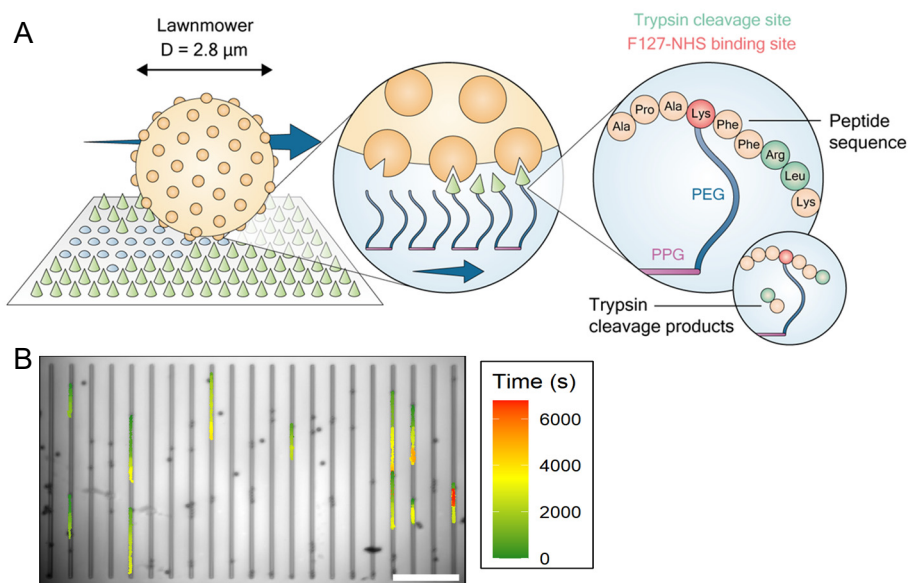 A
Lawnmower
D = 2.8 µm
Trypsin cleavage site
F127-NHS binding site
Ala
Pro
Ala
Lys
Phe
Phe
Arg
Leu
Lys
Peptide
sequence
PEG
PPG
Trypsin
cleavage products
B
Time (s)
6000
4000
2000
0